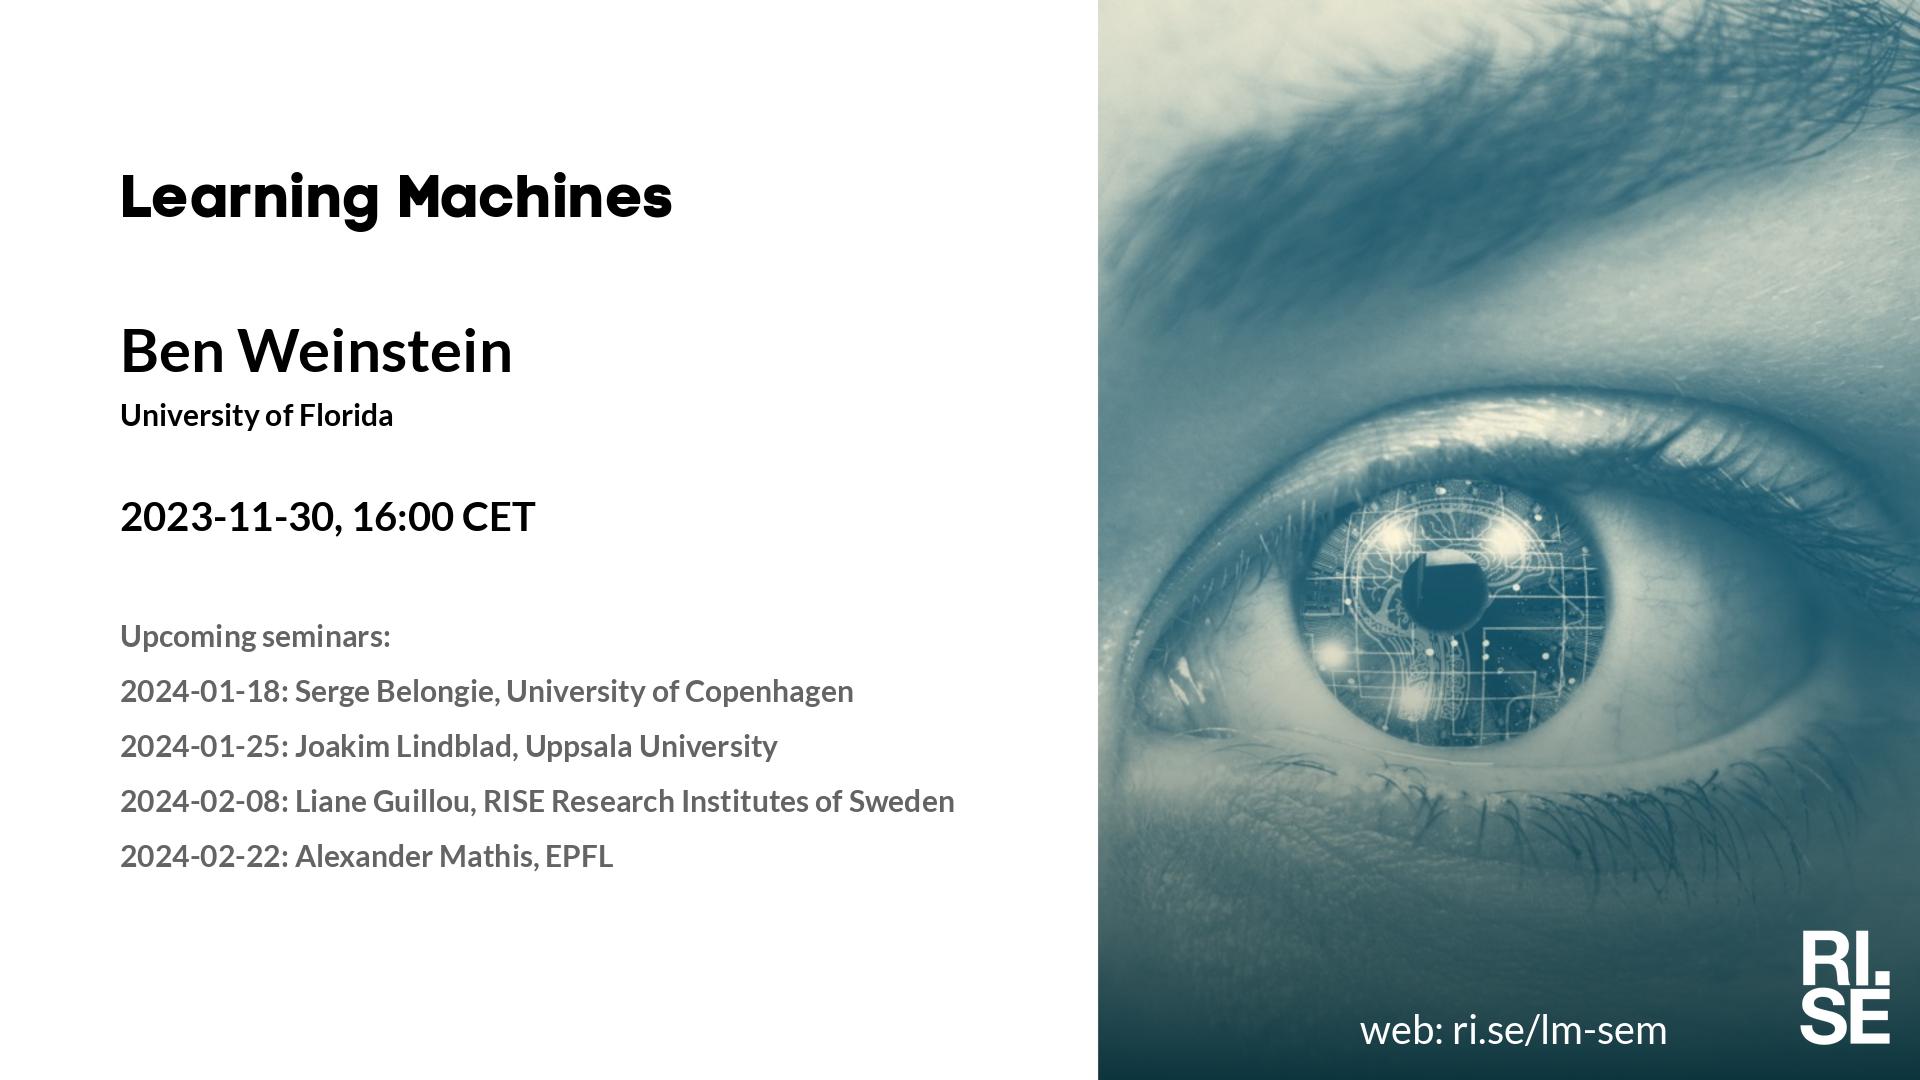 Learning Machines
Ben Weinstein
University of Florida
2023-11-30, 16:00 CET
Upcoming seminars:
2024-01-18: Serge Belongie, University of Copenhagen
2024-01-25: Joakim Lindblad, Uppsala University
2024-02-08: Liane Guillou, RISE Research Institutes of Sweden
2024-02-22: Alexander Mathis, EPFL
web: ri.se/lm-sem
RI.
SE